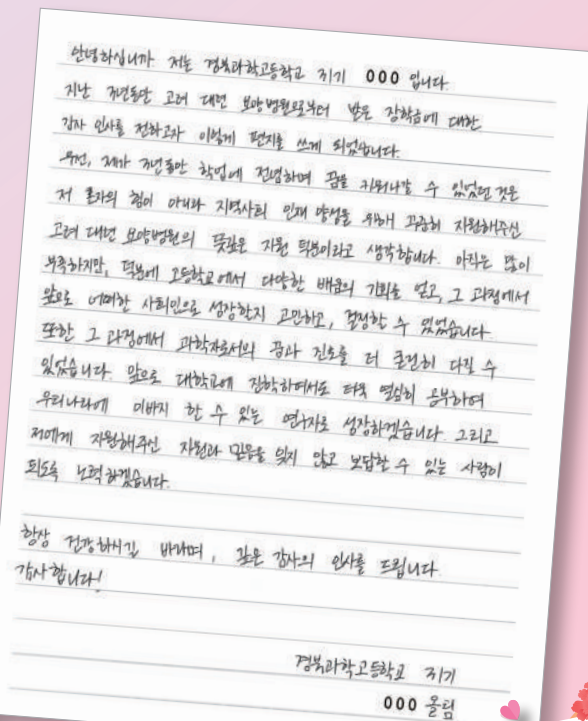 안녕하십니까 저는 경북과학고등학교 31기 000 입니다.
지난 3년동안 고려 대면 요양병원으로부터 받은 장학금에 대한
감사 인사를 전하고자 이렇게 편지를 쓰게 되었습니다.
우선, 제가 3년동안 학업에 전념하며 꿈을 키워나갈 수 있었던 것은
저 혼자의 힘이 아니라 지역사회 인재 양성을 위해 꾸준히 지원해주신
고려 대면 요양병원의 뜻깊은 지원 덕분이라고 생각합니다. 아직은 많이
부족하지만, 덕분에 고등학교에서 다양한 배움의 기회를 얻고, 그 과정에서
앞으로 어떠한 사회인으로 성장할지 고민하고, 결정할 수 있었습니다.
또한 그 과정에서 과학자로서의 꿈과 진로를 더 튼튼히 다질 수
있었습니다. 앞으로 대학교에 진학하여서도 더욱 열심히 공부하여
우리나라에 이바지 할 수 있는 연구자로 성장하겠습니다. 그리고
저에게 지원해주신 지원과 믿음을 잊지 않고 보답할 수 있는 사람이
되도록 노력하겠습니다.
항상 건강하시길 바라며, 깊은 감사의 인사를 드립니다.
감사합니다!
경북과학고등학교 31기
000 올림